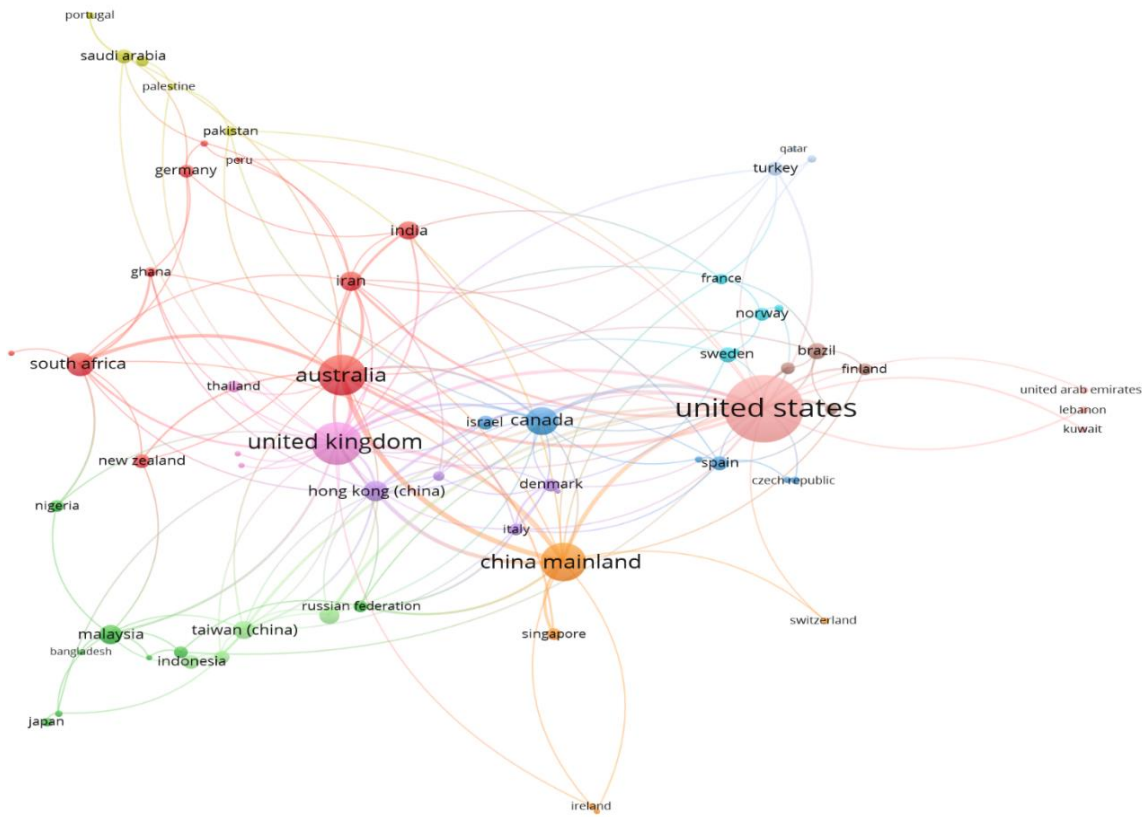 portugal
saudi arabia
palestine
pakistan
peru
germany
qatar
turkey
india
ghana
iran
france
norway
south africa
australia
thailand
sweden
brazil
finland
united arab emirates
lebanon
kuwait
united states
israel
canada
united kingdom
new zealand
hong kong (china)
denmark
spain
czech republic
nigeria
italy
china mainland
russian federation
malaysia
taiwan (china)
singapore
switzerland
bangladesh
indonesia
japan
ireland